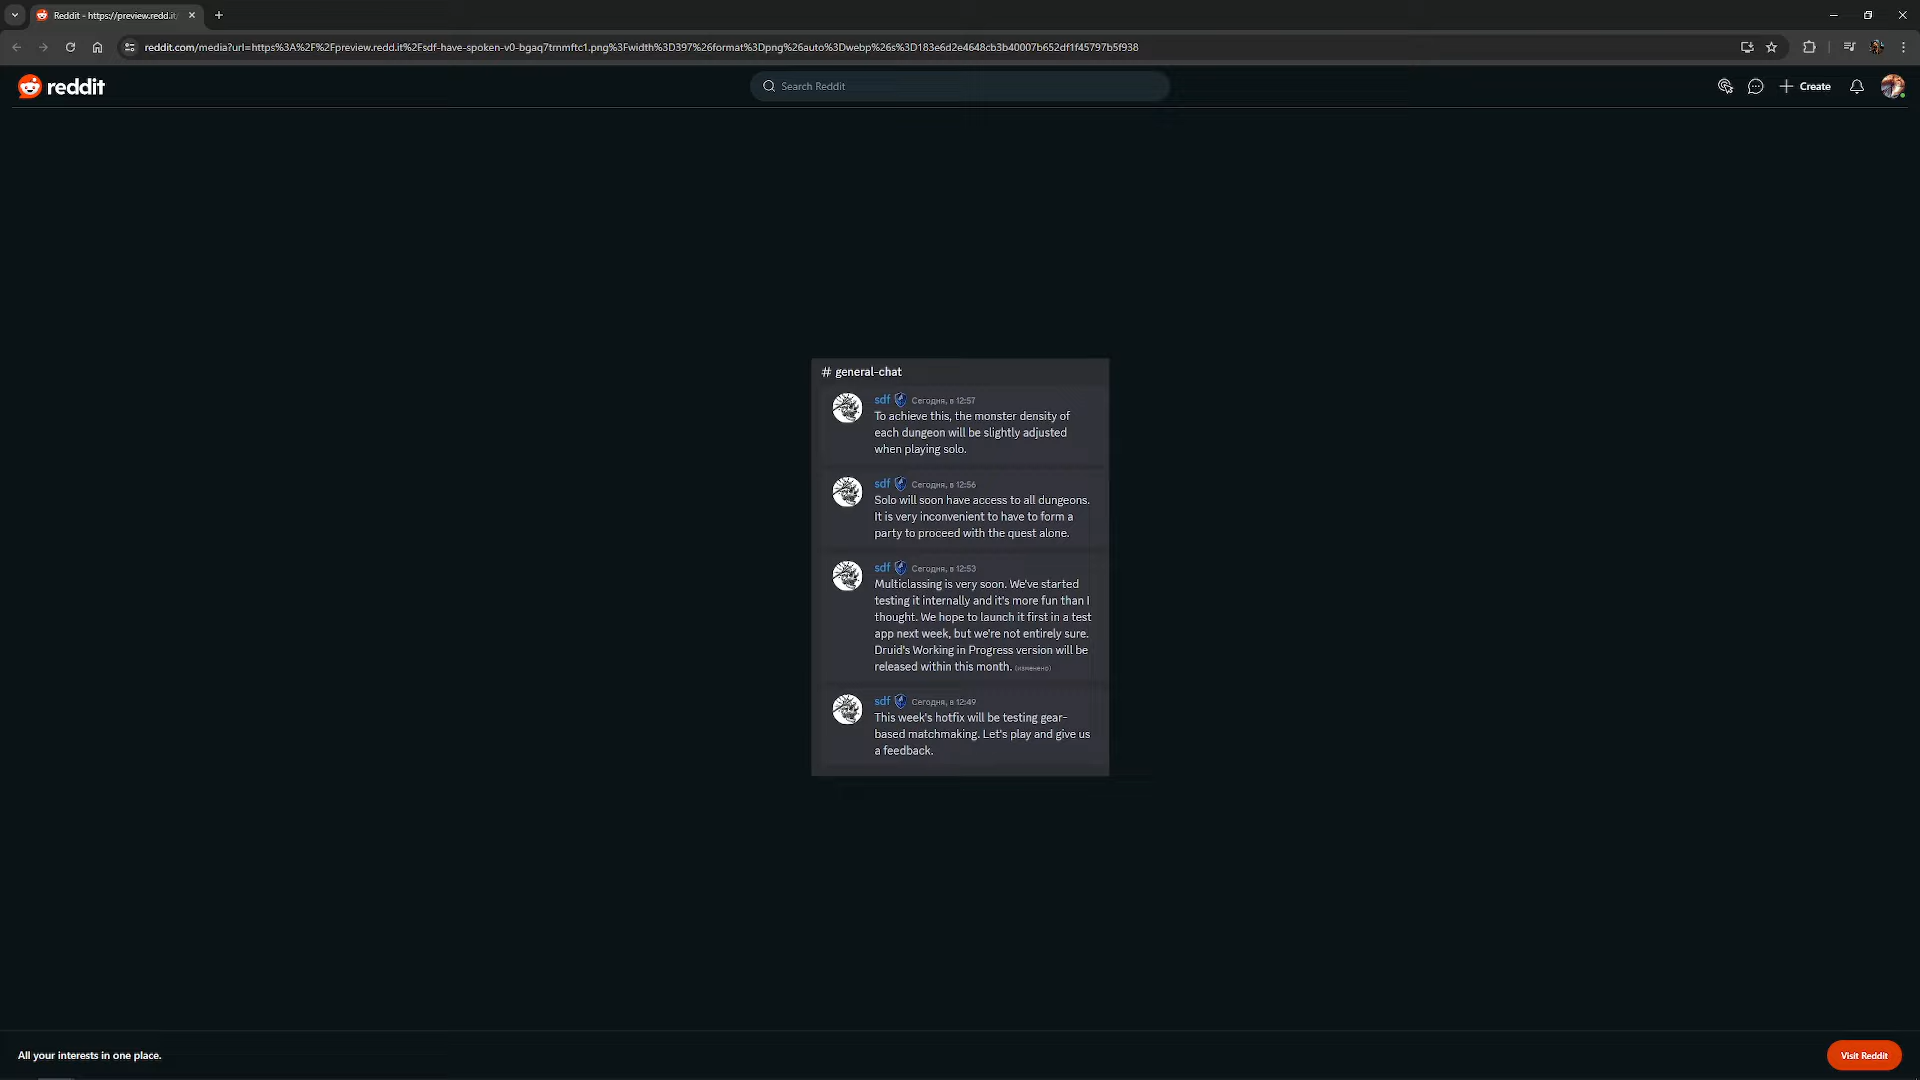 Reddit - https://preview.redd.it/
reddit.com/media?url=https%3A%2F%2Fpreview.redd.it%2Fsdf-have-spoken-v0-bgaq7trnmftc1.png%3Fwidth%3D397%26format%3Dpng%26auto%3Dwebp%26s%3D183e6d2e4648cb3b40007b652df1f45797b5f938
reddit
Search Reddit
Create
# general-chat
sdf Сегодня, в 12:57
To achieve this, the monster density of
each dungeon will be slightly adjusted
when playing solo.
sdf Сегодня, в 12:56
Solo will soon have access to all dungeons.
It is very inconvenient to have to form a
party to proceed with the quest alone.
sdf Сегодня, в 12:53
Multiclassing is very soon. We've started
testing it internally and it's more fun than I
thought. We hope to launch it first in a test
app next week, but we're not entirely sure.
Druid's Working in Progress version will be
released within this month. (изменено)
sdf Сегодня, в 12:49
This week's hotfix will be testing gear-
based matchmaking. Let's play and give us
a feedback.
All your interests in one place.
Visit Reddit